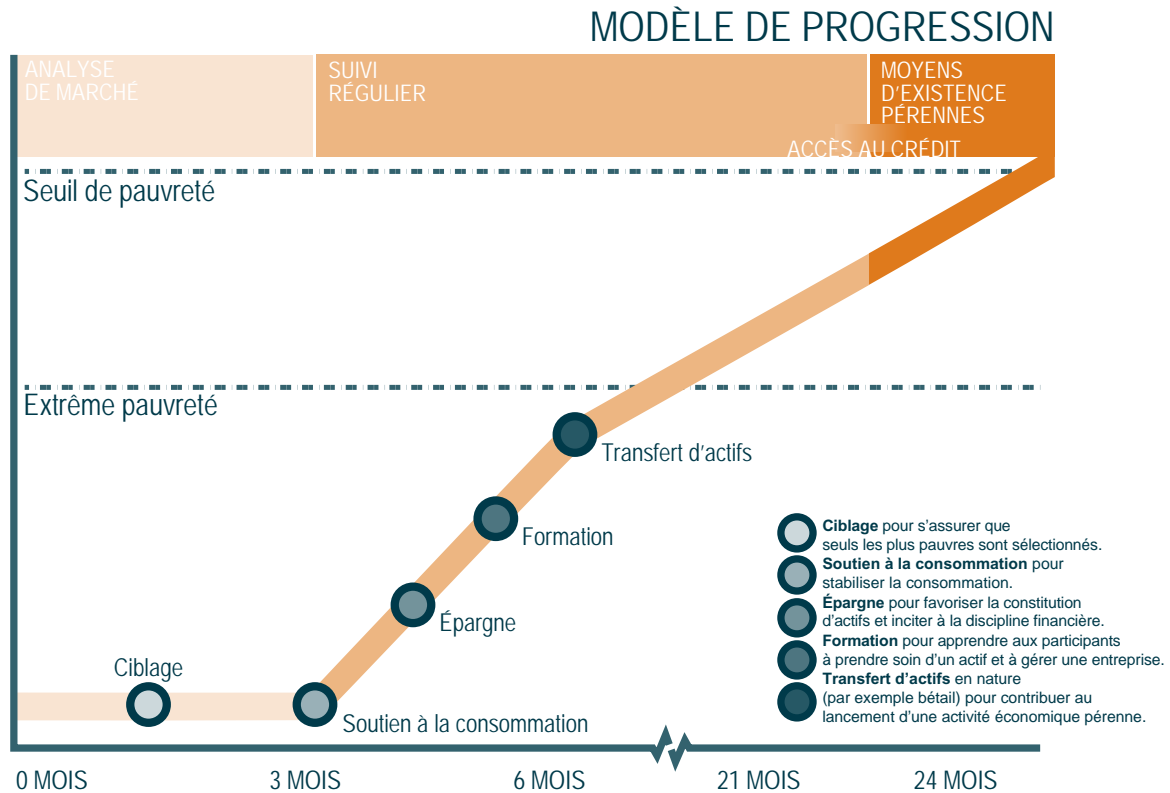 MODÈLE DE PROGRESSION
ANALYSE
DE MARCHÉ
SUIVI
RÉGULIER
MOYENS
D'EXISTENCE
PÉRENNES
ACCÈS AU CRÉDIT
Seuil de pauvreté
Extrême pauvreté
Transfert d'actifs
Formation
Épargne
Ciblage
Soutien à la consommation
Ciblage pour s'assurer que
seuls les plus pauvres sont sélectionnés.
Soutien à la consommation pour
stabiliser la consommation.
Épargne pour favoriser la constitution
d'actifs et inciter à la discipline financière.
Formation pour apprendre aux participants
à prendre soin d'un actif et à gérer une entreprise.
Transfert d'actifs en nature
(par exemple bétail) pour contribuer au
lancement d'une activité économique pérenne.
0 MOIS
3 MOIS
6 MOIS
21 MOIS
24 MOIS